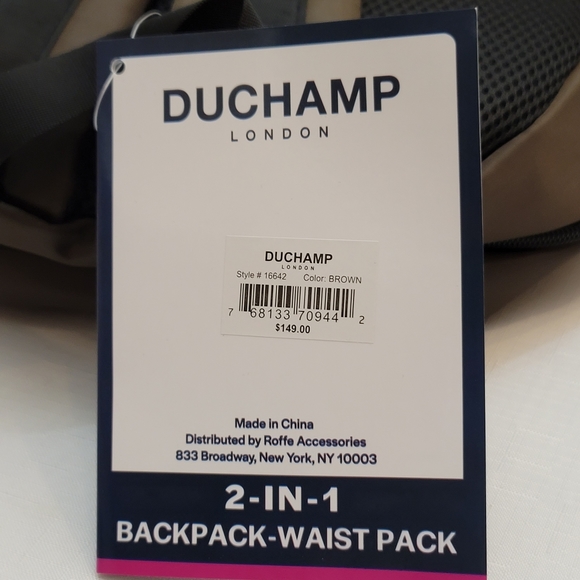 DUCHAMP
LONDON
DUCHAMP
LONDON
Style # 16642 Color: BROWN
7 68133 70944 2
$149.00
Made in China
Distributed by Roffe Accessories
833 Broadway, New York, NY 10003
2-IN-1
BACKPACK-WAIST PACK